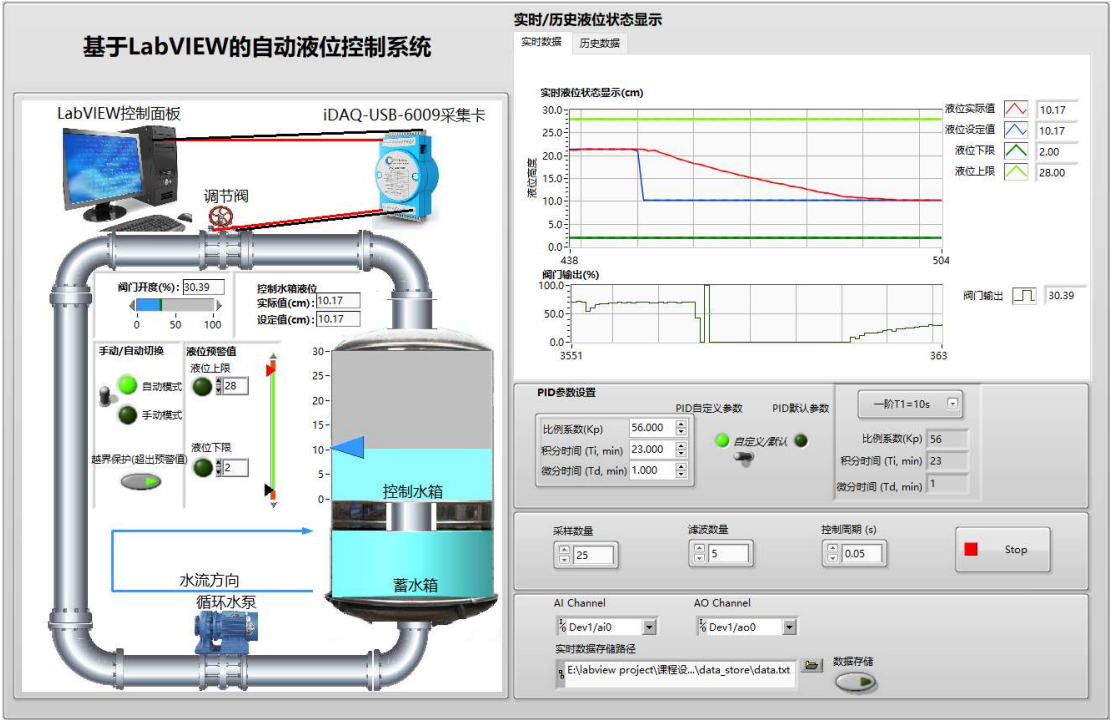 基于LabVIEW的自动液位控制系统
LabVIEW控制面板
iDAQ-USB-6009采集卡
调节阀
阀门开度(%): 30.39
0 50 100
控制水箱液位
实际值(cm): 10.17
设定值(cm): 10.17
手动/自动切换
自动模式
手动模式
越界保护(超出预警值)
液位预警值
液位上限
28
液位下限
2
30
25
20
15
10
5
0
控制水箱
蓄水箱
水流方向
循环水泵
实时/历史液位状态显示
实时数据 历史数据
实时液位状态显示(cm)
液位高度
30.0
25.0
20.0
15.0
10.0
5.0
0.0
438 504
液位实际值 10.17
液位设定值 10.17
液位下限 2.00
液位上限 28.00
阀门输出(%)
100.0
50.0
0.0
3551 363
阀门输出 30.39
PID参数设置
比例系数(Kp) 56.000
积分时间 (Ti, min) 23.000
微分时间 (Td, min) 1.000
PID自定义参数 PID默认参数
自定义/默认
一阶T1=10s
比例系数(Kp) 56
积分时间 (Ti, min) 23
微分时间 (Td, min) 1
采样数量
25
滤波数量
5
控制周期 (s)
0.05
Stop
AI Channel
Dev1/ai0
AO Channel
Dev1/ao0
实时数据存储路径
E:\labview project\课程设...\data_store\data.txt
数据存储